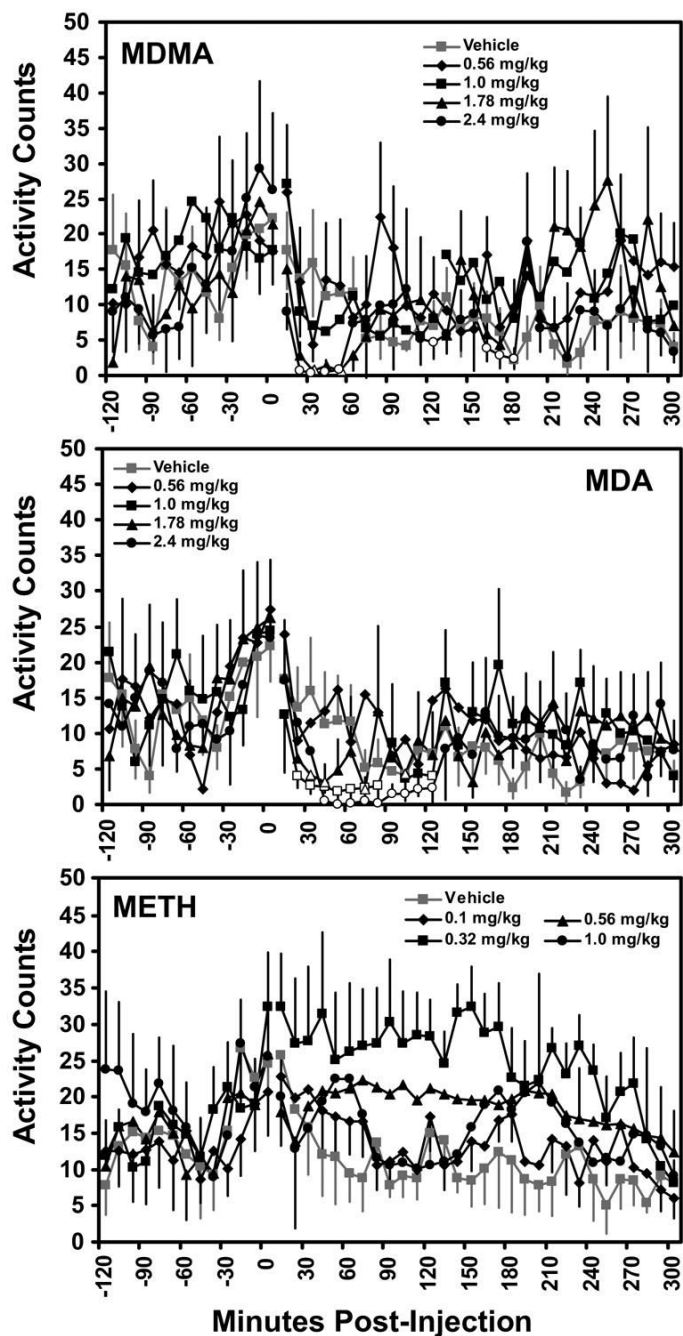 MDMA
Activity Counts
50
45
40
35
30
25
20
15
10
5
0
Vehicle
0.56 mg/kg
1.0 mg/kg
1.78 mg/kg
2.4 mg/kg
-120 -90 -60 -30 0 30 60 90 120 150 180 210 240 270 300
MDA
Activity Counts
50
45
40
35
30
25
20
15
10
5
0
Vehicle
0.56 mg/kg
1.0 mg/kg
1.78 mg/kg
2.4 mg/kg
-120 -90 -60 -30 0 30 60 90 120 150 180 210 240 270 300
METH
Activity Counts
50
45
40
35
30
25
20
15
10
5
0
Vehicle
0.1 mg/kg 0.56 mg/kg
0.32 mg/kg 1.0 mg/kg
-120 -90 -60 -30 0 30 60 90 120 150 180 210 240 270 300
Minutes Post-Injection